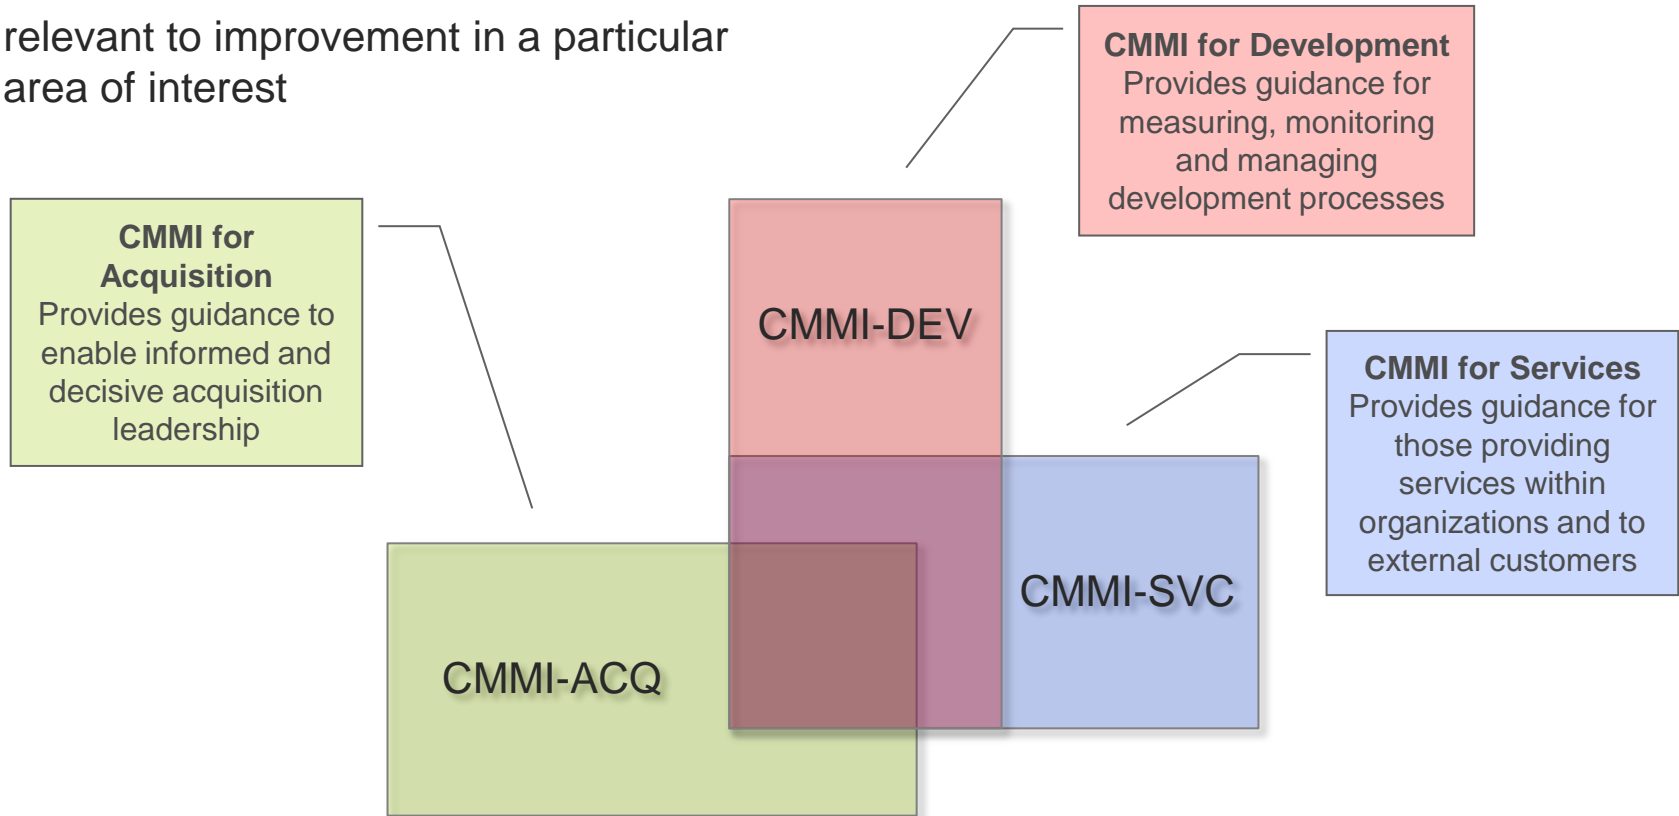 relevant to improvement in a particular
area of interest
CMMI for Development
Provides guidance for
measuring, monitoring
and managing
development processes
CMMI for
Acquisition
Provides guidance to
enable informed and
decisive acquisition
leadership
CMMI-DEV
CMMI for Services
Provides guidance for
those providing
services within
organizations and to
external customers
CMMI-SVC
CMMI-ACQ